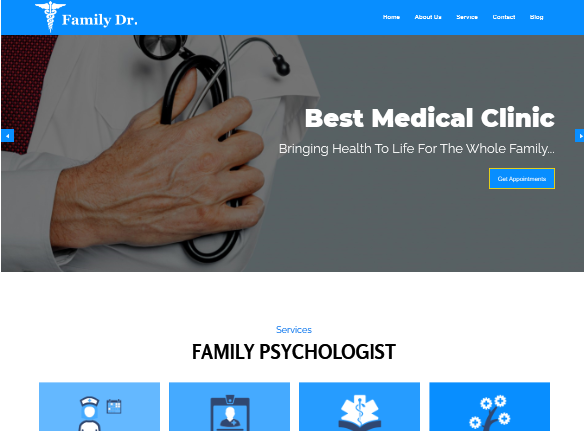 Family Dr.
Home About Us Service Contact Blog
Best Medical Clinic
Bringing Health To Life For The Whole Family...
Get Appointments
Services
FAMILY PSYCHOLOGIST